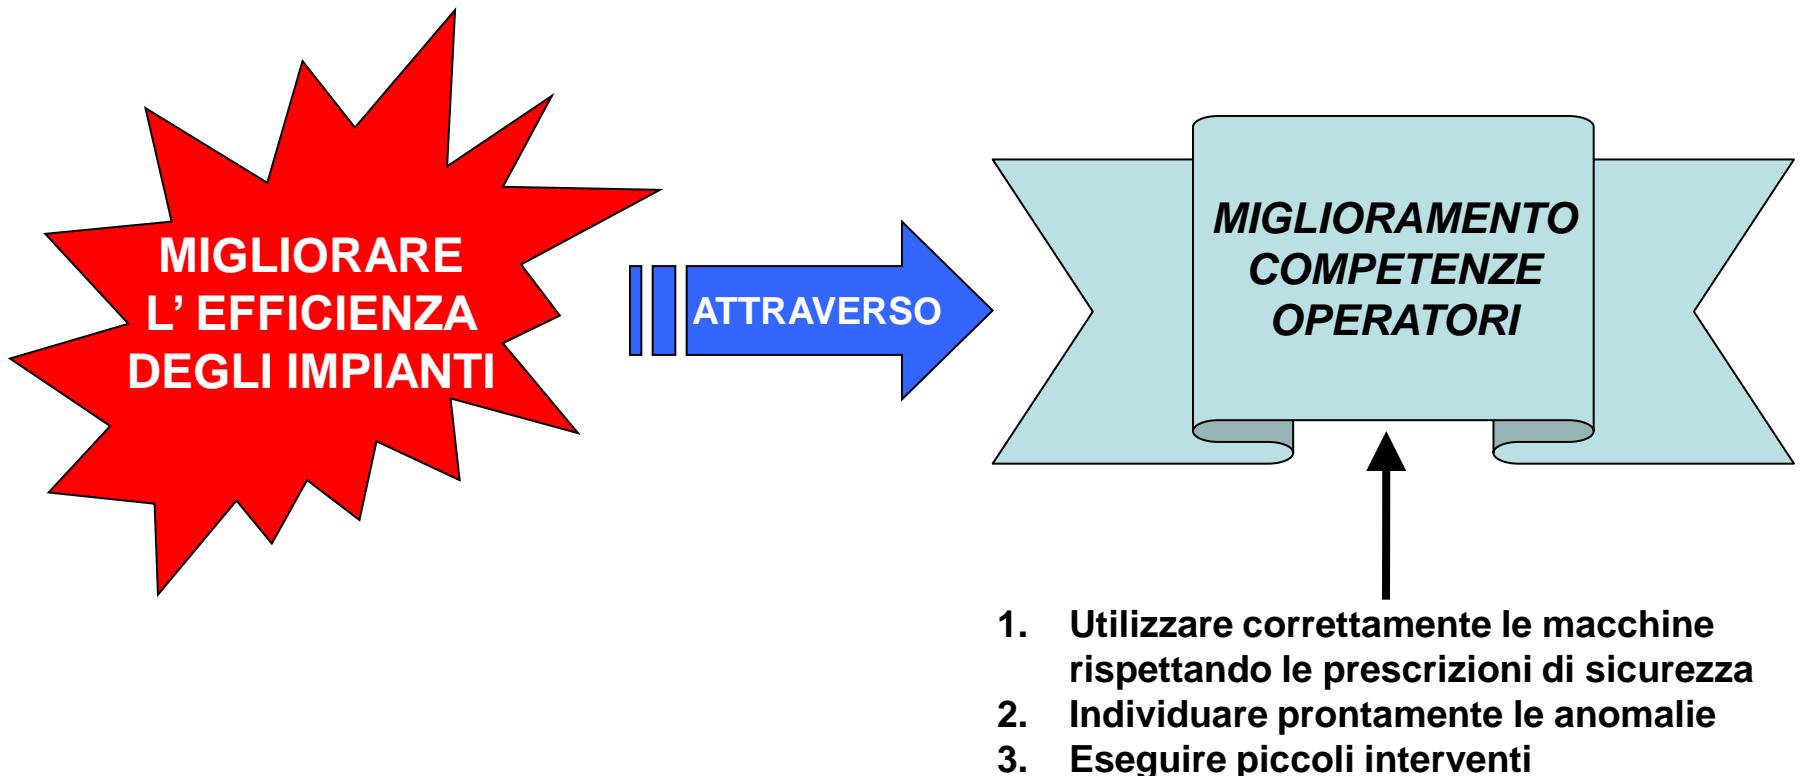 MIGLIORARE
L’ EFFICIENZA
DEGLI IMPIANTI
ATTRAVERSO
MIGLIORAMENTO
COMPETENZE
OPERATORI
1. Utilizzare correttamente le macchine
rispettando le prescrizioni di sicurezza
2. Individuare prontamente le anomalie
3. Eseguire piccoli interventi